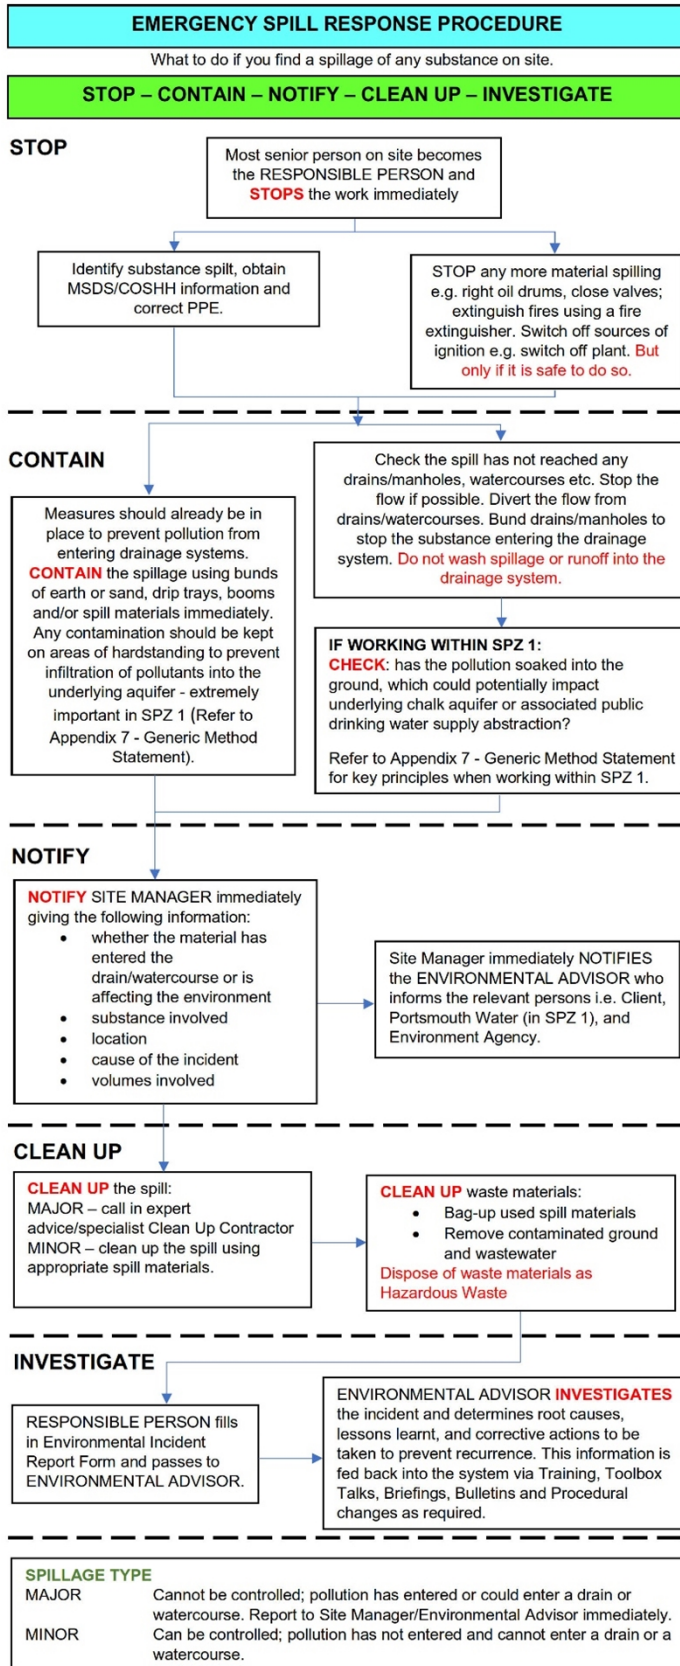 EMERGENCY SPILL RESPONSE PROCEDURE
What to do if you find a spillage of any substance on site.
STOP – CONTAIN – NOTIFY – CLEAN UP – INVESTIGATE
STOP
Most senior person on site becomes
the RESPONSIBLE PERSON and
STOPS the work immediately
Identify substance spilt, obtain
MSDS/COSHH information and
correct PPE.
STOP any more material spilling
e.g. right oil drums, close valves;
extinguish fires using a fire
extinguisher. Switch off sources of
ignition e.g. switch off plant. But
only if it is safe to do so.
CONTAIN
Measures should already be in
place to prevent pollution from
entering drainage systems.
CONTAIN the spillage using bunds
of earth or sand, drip trays, booms
and/or spill materials immediately.
Any contamination should be kept
on areas of hardstanding to prevent
infiltration of pollutants into the
underlying aquifer - extremely
important in SPZ 1 (Refer to
Appendix 7 - Generic Method
Statement).
Check the spill has not reached any
drains/manholes, watercourses etc. Stop the
flow if possible. Divert the flow from
drains/watercourses. Bund drains/manholes to
stop the substance entering the drainage
system. Do not wash spillage or runoff into the
drainage system.
IF WORKING WITHIN SPZ 1:
CHECK: has the pollution soaked into the
ground, which could potentially impact
underlying chalk aquifer or associated public
drinking water supply abstraction?
Refer to Appendix 7 - Generic Method Statement
for key principles when working within SPZ 1.
NOTIFY
NOTIFY SITE MANAGER immediately
giving the following information:
• whether the material has
entered the
drain/watercourse or is
affecting the environment
• substance involved
• location
• cause of the incident
• volumes involved
Site Manager immediately NOTIFIES
the ENVIRONMENTAL ADVISOR who
informs the relevant persons i.e. Client,
Portsmouth Water (in SPZ 1), and
Environment Agency.
CLEAN UP
CLEAN UP the spill:
MAJOR – call in expert
advice/specialist Clean Up Contractor
MINOR – clean up the spill using
appropriate spill materials.
CLEAN UP waste materials:
• Bag-up used spill materials
• Remove contaminated ground
and wastewater
Dispose of waste materials as
Hazardous Waste
INVESTIGATE
RESPONSIBLE PERSON fills
in Environmental Incident
Report Form and passes to
ENVIRONMENTAL ADVISOR.
ENVIRONMENTAL ADVISOR INVESTIGATES
the incident and determines root causes,
lessons learnt, and corrective actions to be
taken to prevent recurrence. This information is
fed back into the system via Training, Toolbox
Talks, Briefings, Bulletins and Procedural
changes as required.
SPILLAGE TYPE
MAJOR Cannot be controlled; pollution has entered or could enter a drain or
watercourse. Report to Site Manager/Environmental Advisor immediately.
MINOR Can be controlled; pollution has not entered and cannot enter a drain or a
watercourse.